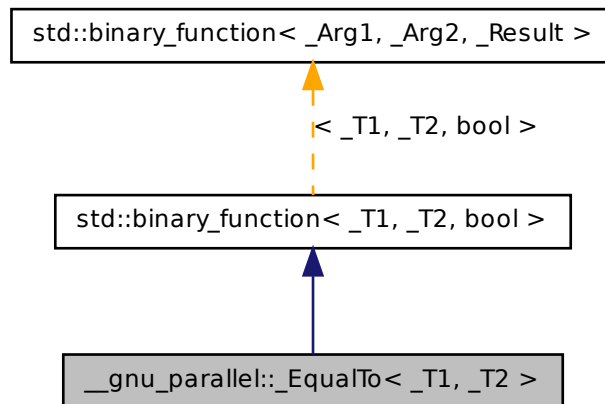 std::binary_function< _Arg1, _Arg2, _Result >
< _T1, _T2, bool >
std::binary_function< _T1, _T2, bool >
__gnu_parallel::_EqualTo< _T1, _T2 >